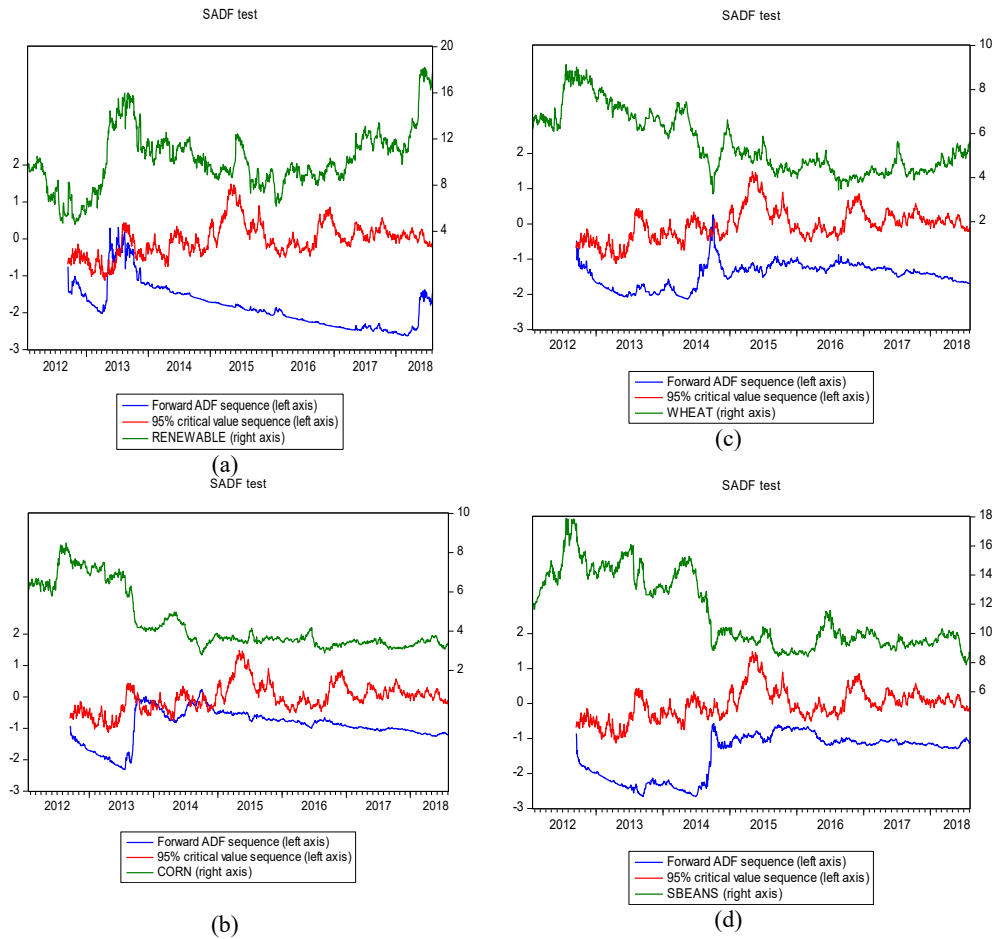 SADF test
20
16
12
8
4
2
1
0
-1
-2
-3
2012 2013 2014 2015 2016 2017 2018
Forward ADF sequence (left axis)
95% critical value sequence (left axis)
RENEWABLE (right axis)
(a)
SADF test
10
8
6
4
2
2
1
0
-1
-2
-3
2012 2013 2014 2015 2016 2017 2018
Forward ADF sequence (left axis)
95% critical value sequence (left axis)
WHEAT (right axis)
(c)
SADF test
10
8
6
4
2
2
1
0
-1
-2
-3
2012 2013 2014 2015 2016 2017 2018
Forward ADF sequence (left axis)
95% critical value sequence (left axis)
CORN (right axis)
(b)
SADF test
18
16
14
12
10
8
6
2
1
0
-1
-2
-3
2012 2013 2014 2015 2016 2017 2018
Forward ADF sequence (left axis)
95% critical value sequence (left axis)
SBEANS (right axis)
(d)